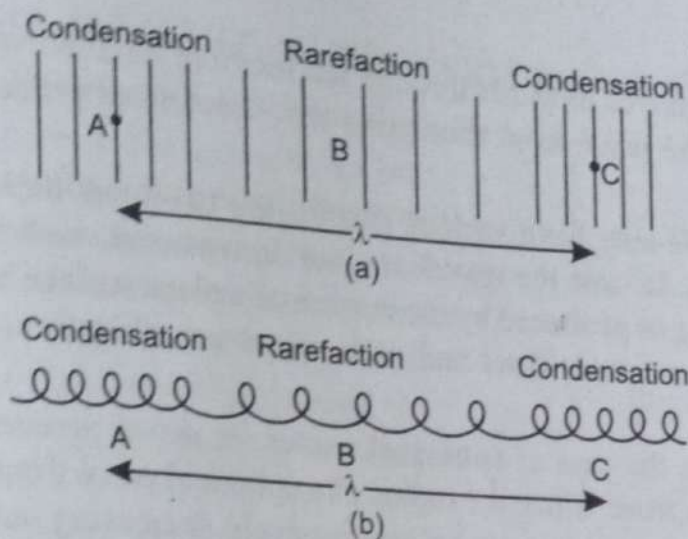 Condensation
Rarefaction
Condensation
A
B
C
λ
(a)
Condensation
Rarefaction
Condensation
A
B
C
λ
(b)